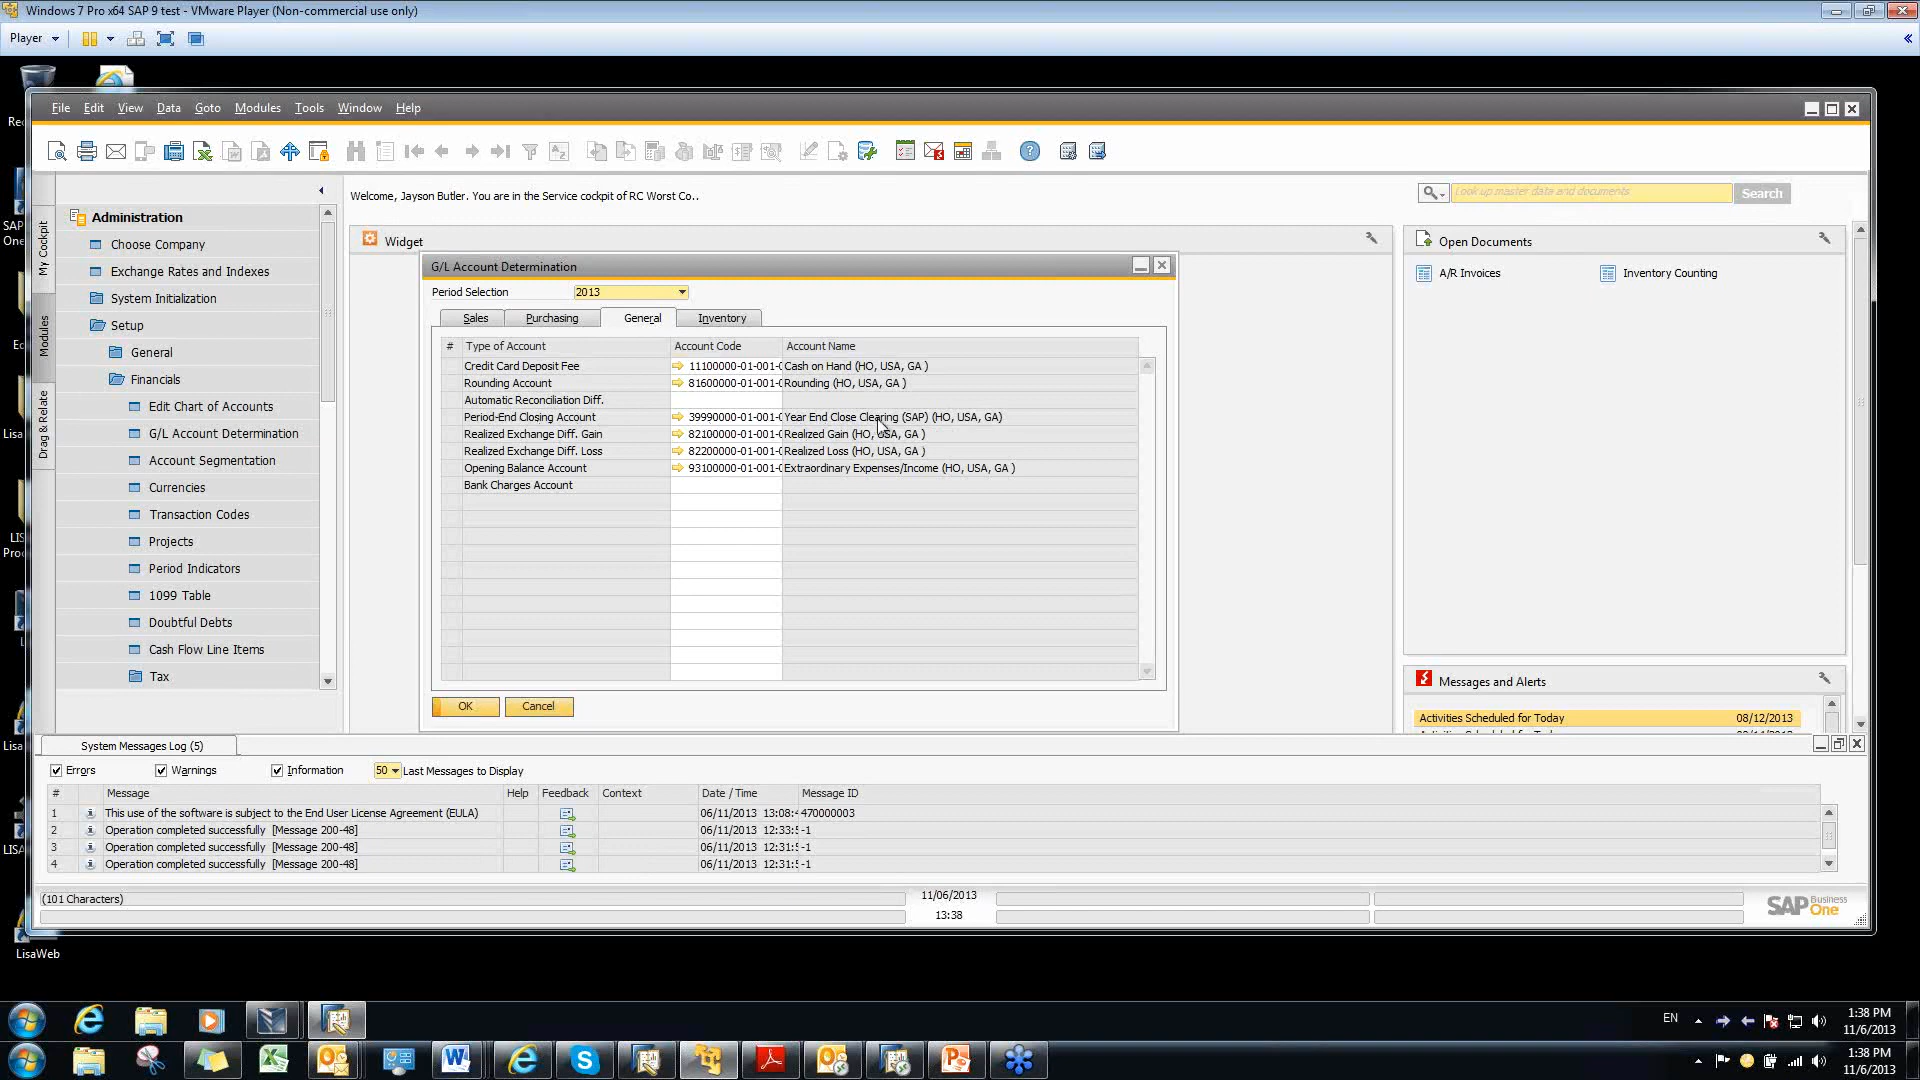 Windows 7 Pro x64 SAP 9 test - VMware Player (Non-commercial use only)
Player
File Edit View Data Goto Modules Tools Window Help
Welcome, Jayson Butler. You are in the Service cockpit of RC Worst Co..
Look up master data and documents
Search
My Cockpit
Modules
Drag & Relate
Administration
Choose Company
Exchange Rates and Indexes
System Initialization
Setup
General
Financials
Edit Chart of Accounts
G/L Account Determination
Account Segmentation
Currencies
Transaction Codes
Projects
Period Indicators
1099 Table
Doubtful Debts
Cash Flow Line Items
Tax
Widget
G/L Account Determination
Period Selection 2013
Sales Purchasing General Inventory
# Type of Account Account Code Account Name
Credit Card Deposit Fee 11100000-01-001-0 Cash on Hand (HO, USA, GA )
Rounding Account 81600000-01-001-0 Rounding (HO, USA, GA )
Automatic Reconciliation Diff.
Period-End Closing Account 39990000-01-001-0 Year End Close Clearing (SAP) (HO, USA, GA)
Realized Exchange Diff. Gain 82100000-01-001-0 Realized Gain (HO, USA, GA )
Realized Exchange Diff. Loss 82200000-01-001-0 Realized Loss (HO, USA, GA )
Opening Balance Account 93100000-01-001-0 Extraordinary Expenses/Income (HO, USA, GA )
Bank Charges Account
OK Cancel
Open Documents
A/R Invoices Inventory Counting
Messages and Alerts
Activities Scheduled for Today 08/12/2013
System Messages Log (5)
Errors Warnings Information 50 Last Messages to Display
# Message Help Feedback Context Date / Time Message ID
1 This use of the software is subject to the End User License Agreement (EULA) 06/11/2013 13:08: 470000003
2 Operation completed successfully [Message 200-48] 06/11/2013 12:33: -1
3 Operation completed successfully [Message 200-48] 06/11/2013 12:31: -1
4 Operation completed successfully [Message 200-48] 06/11/2013 12:31: -1
(101 Characters)
11/06/2013
13:38
SAP Business One
LisaWeb
EN
1:38 PM
11/6/2013
1:38 PM
11/6/2013